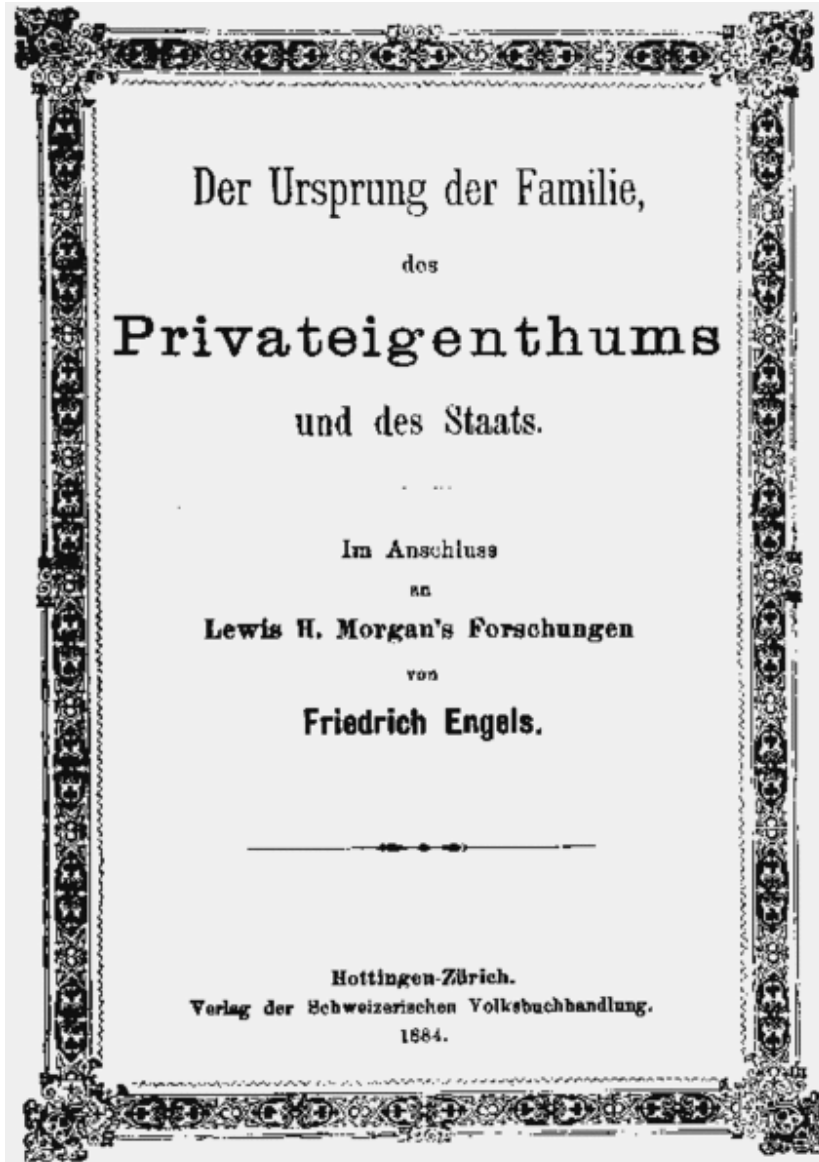 Der Ursprung der Familie,
des
Privateigenthums
und des Staats.
Im Anschluss
an
Lewis H. Morgan's Forschungen
von
Friedrich Engels.
Hottingen-Zürich.
Verlag der Schweizerischen Volksbuchhandlung.
1884.